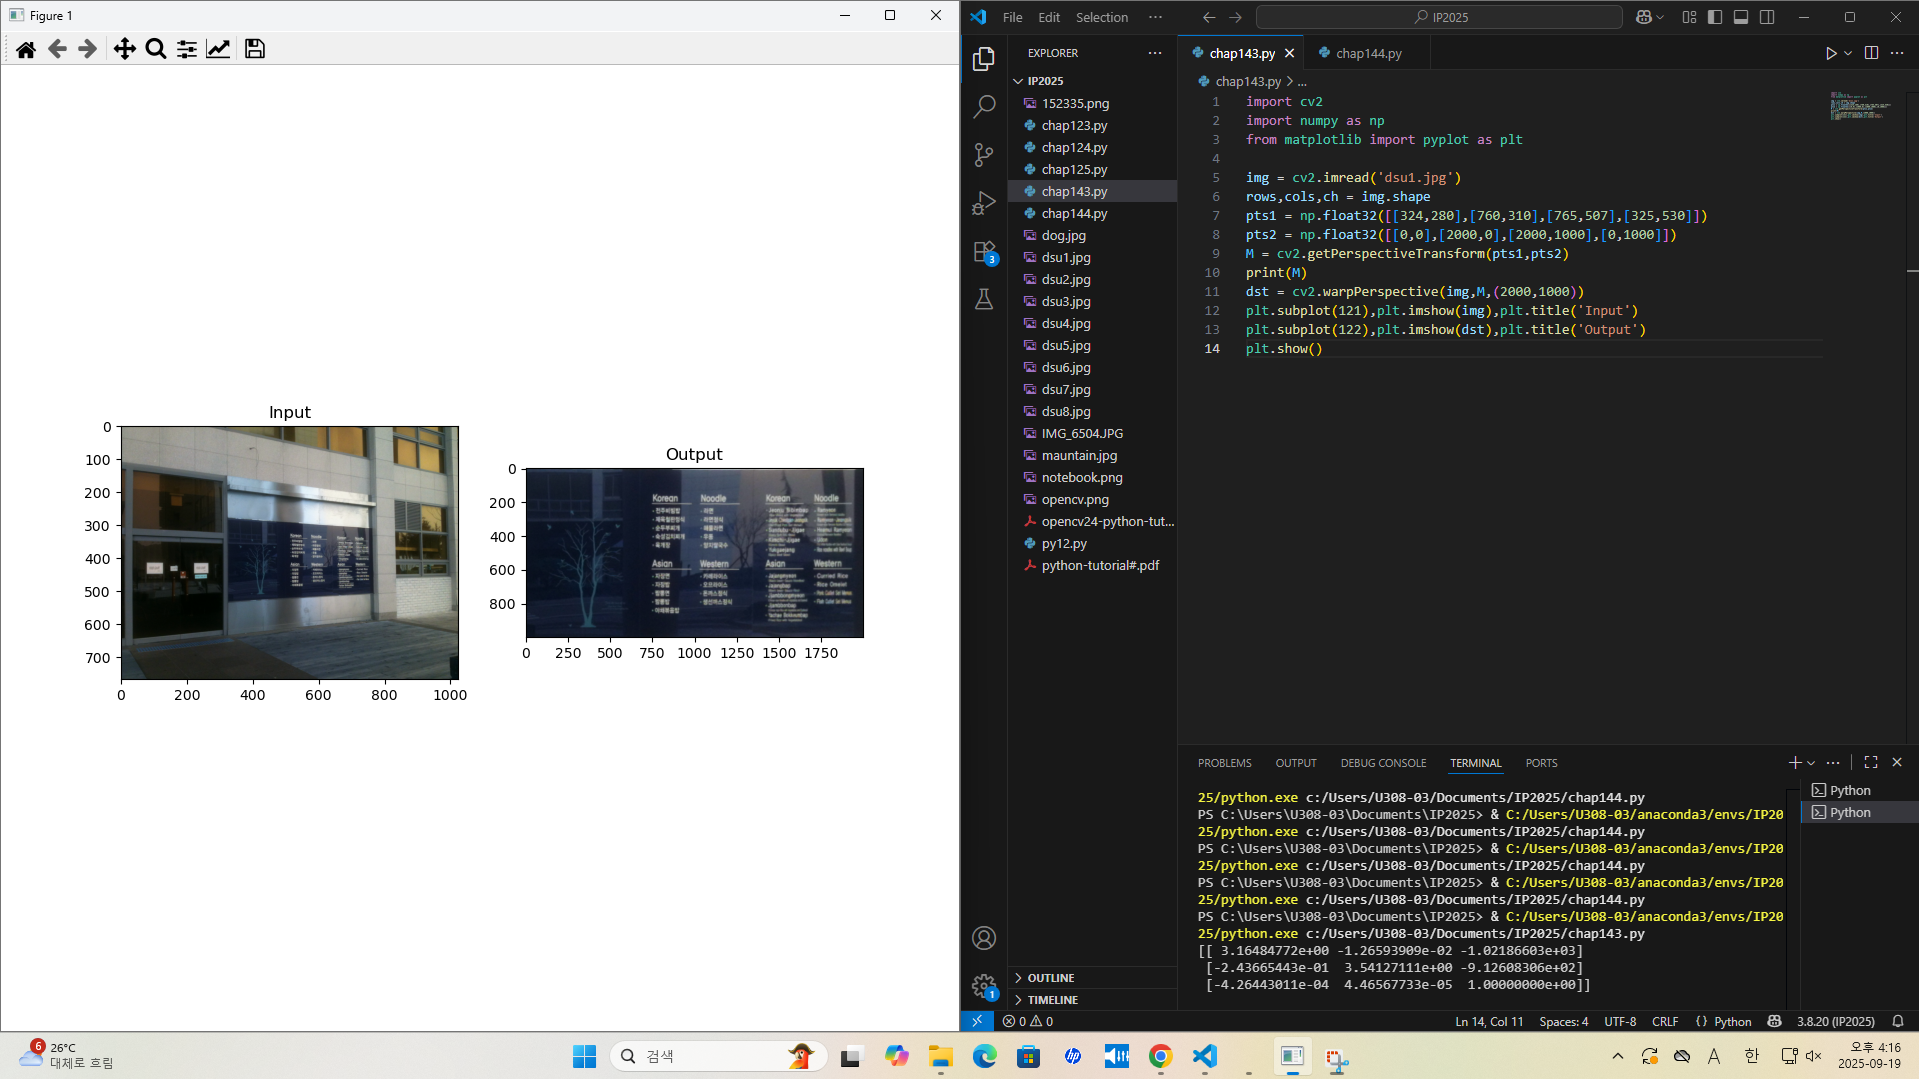 Figure 1
Input
0
100
200
300
400
500
600
700
0 200 400 600 800 1000
Output
0
200
400
600
800
0 250 500 750 1000 1250 1500 1750
Korean Noodle Korean Noodle
Asian Western Asian Western
File Edit Selection ···
IP2025
EXPLORER ···
IP2025
152335.png
chap123.py
chap124.py
chap125.py
chap143.py
chap144.py
dog.jpg
dsu1.jpg
dsu2.jpg
dsu3.jpg
dsu4.jpg
dsu5.jpg
dsu6.jpg
dsu7.jpg
dsu8.jpg
IMG_6504.JPG
mauntain.jpg
notebook.png
opencv.png
opencv24-python-tut...
py12.py
python-tutorial#.pdf
OUTLINE
TIMELINE
3
1
chap143.py chap144.py
chap143.py > ...
1 import cv2
2 import numpy as np
3 from matplotlib import pyplot as plt
4
5 img = cv2.imread('dsu1.jpg')
6 rows,cols,ch = img.shape
7 pts1 = np.float32([[324,280],[760,310],[765,507],[325,530]])
8 pts2 = np.float32([[0,0],[2000,0],[2000,1000],[0,1000]])
9 M = cv2.getPerspectiveTransform(pts1,pts2)
10 print(M)
11 dst = cv2.warpPerspective(img,M,(2000,1000))
12 plt.subplot(121),plt.imshow(img),plt.title('Input')
13 plt.subplot(122),plt.imshow(dst),plt.title('Output')
14 plt.show()
PROBLEMS OUTPUT DEBUG CONSOLE TERMINAL PORTS
25/python.exe c:/Users/U308-03/Documents/IP2025/chap144.py
PS C:\Users\U308-03\Documents\IP2025> & C:/Users/U308-03/anaconda3/envs/IP20
25/python.exe c:/Users/U308-03/Documents/IP2025/chap144.py
PS C:\Users\U308-03\Documents\IP2025> & C:/Users/U308-03/anaconda3/envs/IP20
25/python.exe c:/Users/U308-03/Documents/IP2025/chap144.py
PS C:\Users\U308-03\Documents\IP2025> & C:/Users/U308-03/anaconda3/envs/IP20
25/python.exe c:/Users/U308-03/Documents/IP2025/chap144.py
PS C:\Users\U308-03\Documents\IP2025> & C:/Users/U308-03/anaconda3/envs/IP20
25/python.exe c:/Users/U308-03/Documents/IP2025/chap143.py
[[ 3.16484772e+00 -1.26593909e-02 -1.02186603e+03]
[-2.43665443e-01 3.54127111e+00 -9.12608306e+02]
[-4.26443011e-04 4.46567733e-05 1.00000000e+00]]
Python
Python
0 0
Ln 14, Col 11 Spaces: 4 UTF-8 CRLF {} Python 3.8.20 (IP2025)
6
26°C
대체로 흐림
검색
A 한
오후 4:16
2025-09-19